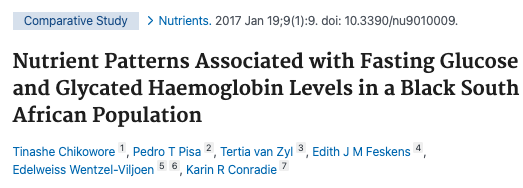 Comparative Study > Nutrients. 2017 Jan 19;9(1):9. doi: 10.3390/nu9010009.
Nutrient Patterns Associated with Fasting Glucose
and Glycated Haemoglobin Levels in a Black South
African Population
Tinashe Chikowore 1, Pedro T Pisa 2, Tertia van Zyl 3, Edith J M Feskens 4,
Edelweiss Wentzel-Viljoen 5 6, Karin R Conradie 7